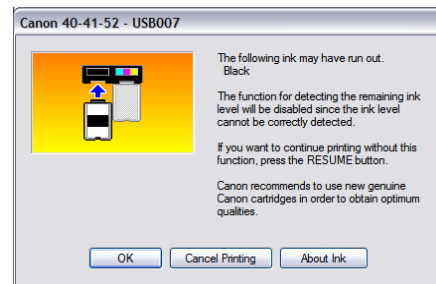 Canon 40-41-52 - USB007
The following ink may have run out.
Black
The function for detecting the remaining ink
level will be disabled since the ink level
cannot be correctly detected.
If you want to continue printing without this
function, press the RESUME button.
Canon recommends to use new genuine
Canon cartridges in order to obtain optimum
qualities.
OK
Cancel Printing
About Ink